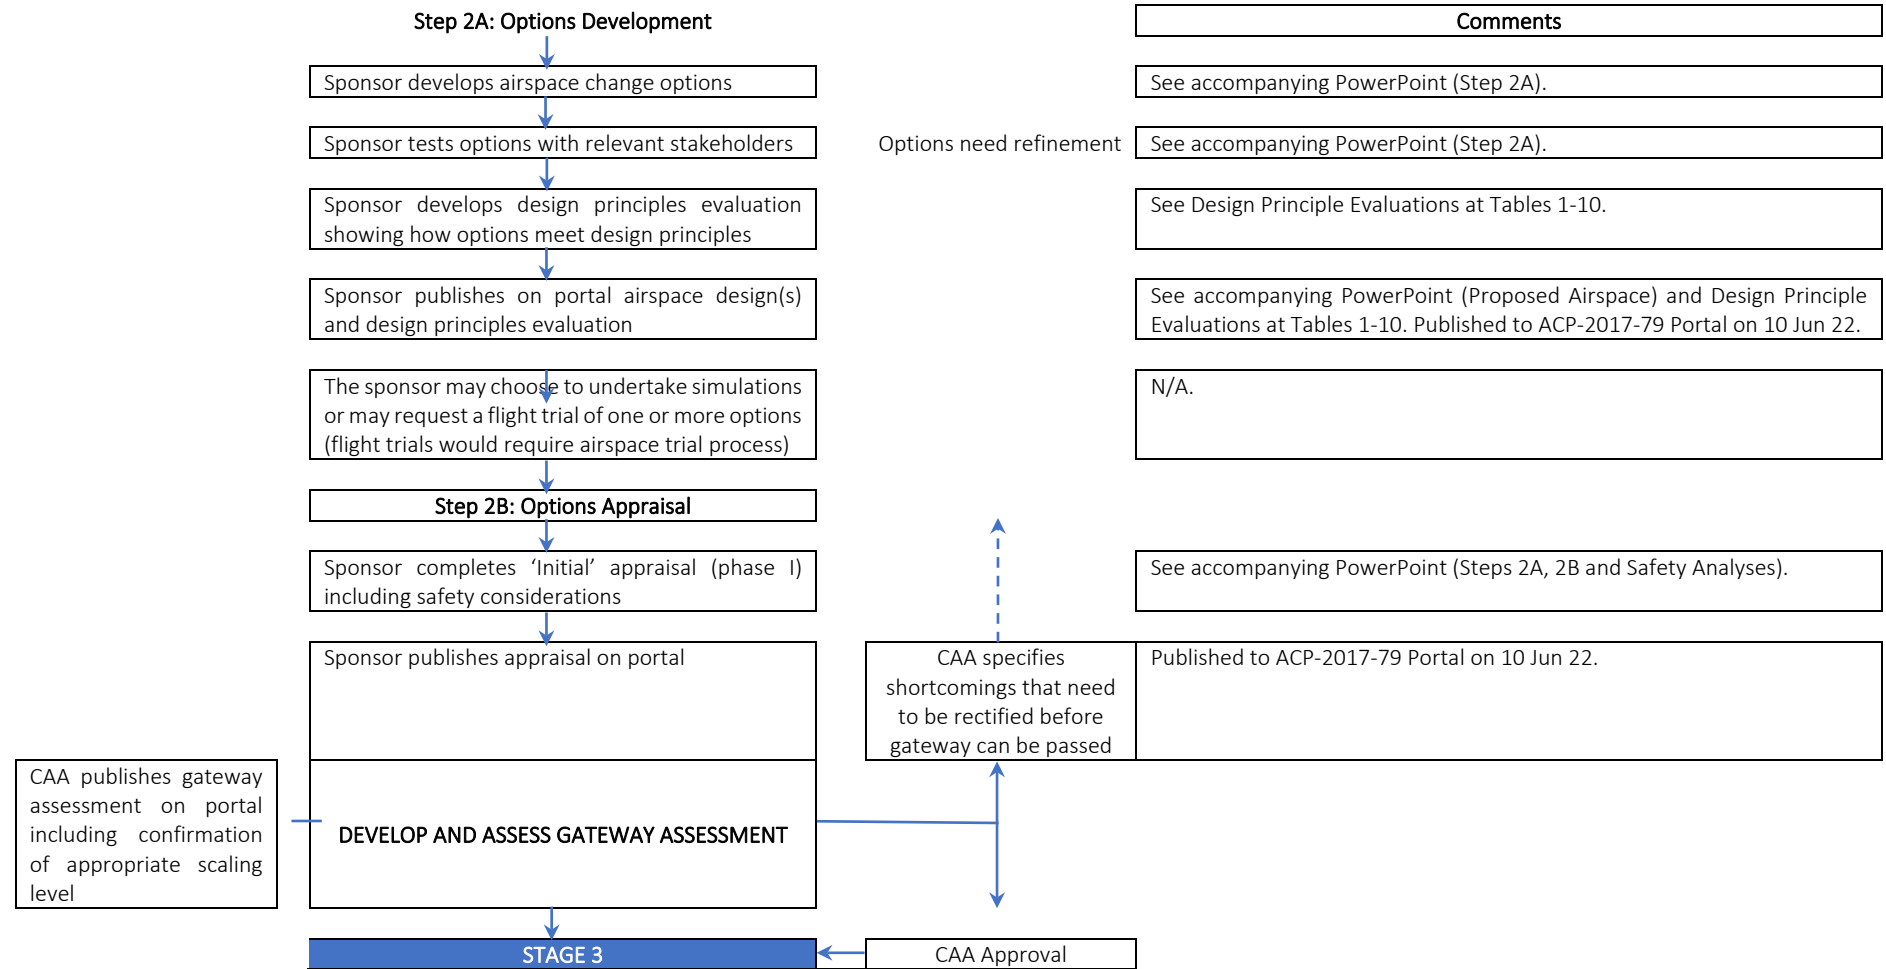 Step 2A: Options Development
Comments
Sponsor develops airspace change options
See accompanying PowerPoint (Step 2A).
Sponsor tests options with relevant stakeholders
Options need refinement
See accompanying PowerPoint (Step 2A).
Sponsor develops design principles evaluation
showing how options meet design principles
See Design Principle Evaluations at Tables 1-10.
Sponsor publishes on portal airspace design(s)
and design principles evaluation
See accompanying PowerPoint (Proposed Airspace) and Design Principle
Evaluations at Tables 1-10. Published to ACP-2017-79 Portal on 10 Jun 22.
The sponsor may choose to undertake simulations
or may request a flight trial of one or more options
(flight trials would require airspace trial process)
N/A.
Step 2B: Options Appraisal
Sponsor completes ‘Initial’ appraisal (phase I)
including safety considerations
See accompanying PowerPoint (Steps 2A, 2B and Safety Analyses).
Sponsor publishes appraisal on portal
CAA specifies
shortcomings that need
to be rectified before
gateway can be passed
Published to ACP-2017-79 Portal on 10 Jun 22.
CAA publishes gateway
assessment on portal
including confirmation
of appropriate scaling
level
DEVELOP AND ASSESS GATEWAY ASSESSMENT
STAGE 3
CAA Approval